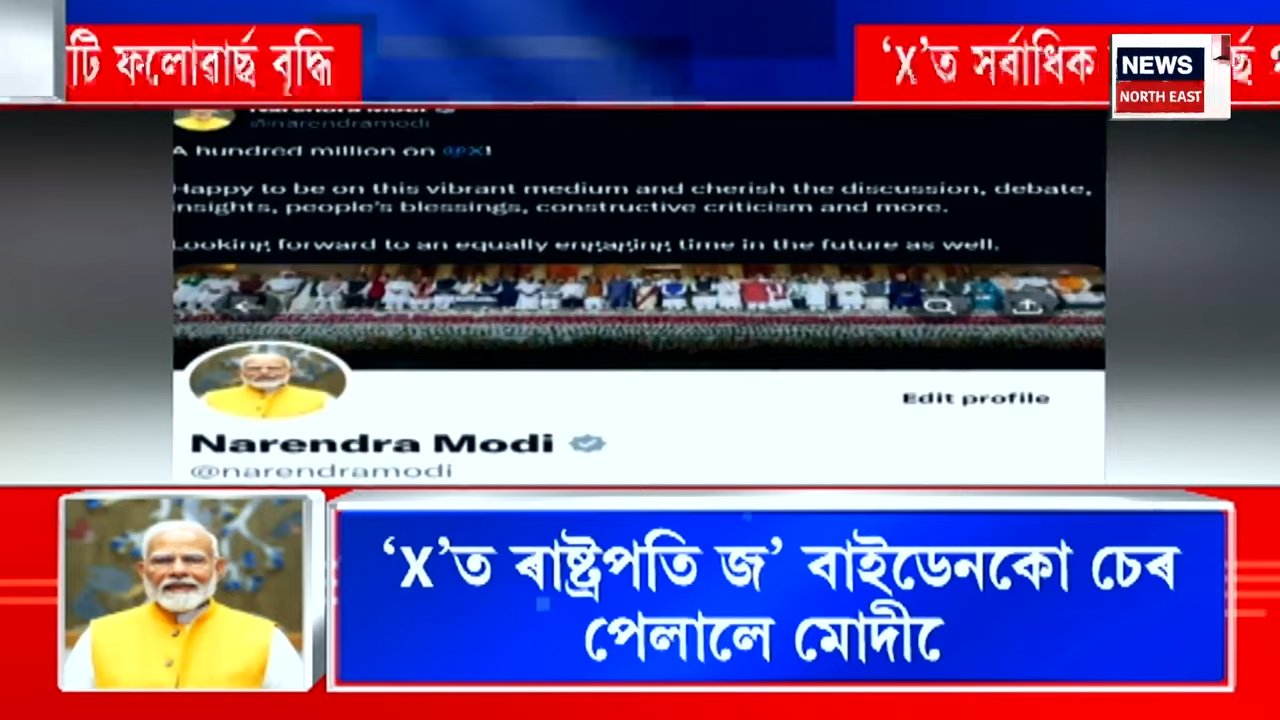 টি ফলোৱাৰ্ছ বৃদ্ধি
'X'ত সৰ্বাধিক
NEWS
NORTH EAST
@narendramodi
A hundred million on @X!
Happy to be on this vibrant medium and cherish the discussion, debate,
insights, people's blessings, constructive criticism and more.
Looking forward to an equally engaging time in the future as well.
Edit profile
Narendra Modi
@narendramodi
'X'ত ৰাষ্ট্ৰপতি জ' বাইডেনকো চেৰ
পেলালে মোদীে